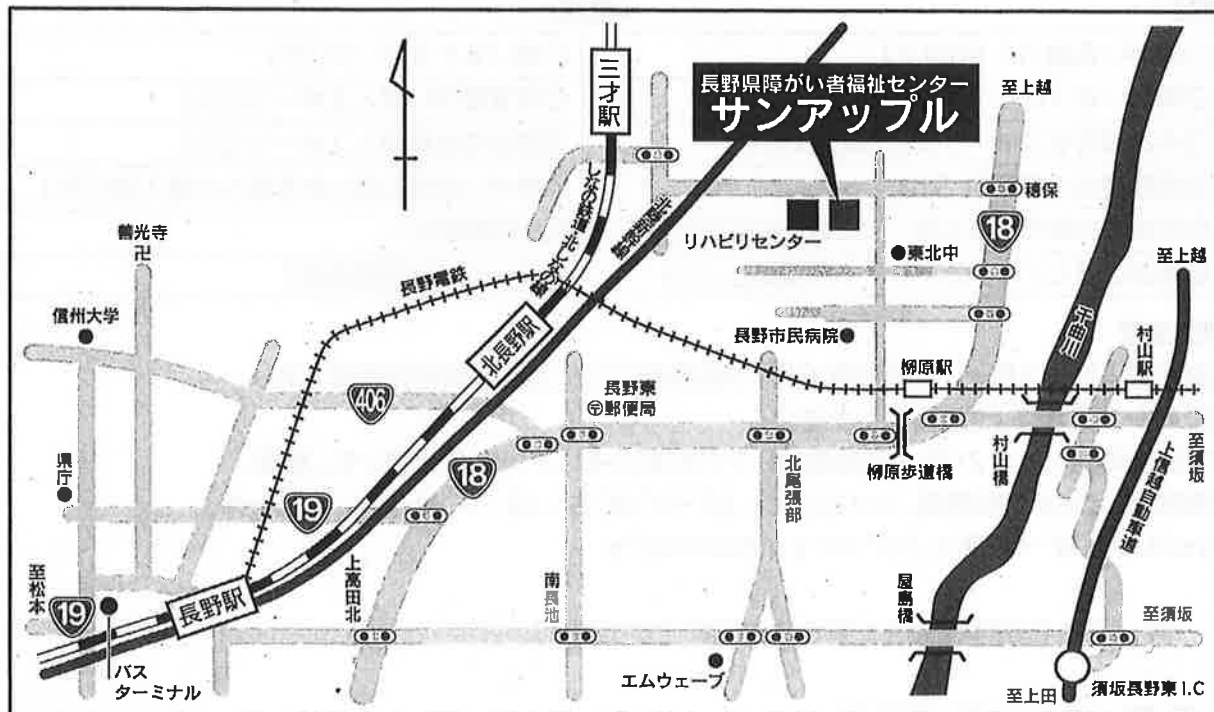 三才駅
長野県障がい者福祉センター
サンアップル
至上越
穂保
18
リハビリセンター
東北中
至上越
善光寺
しなの鉄道・北しなの線
北陸新幹線
長野電鉄
信州大学
北長野駅
長野市民病院
千曲川
村山駅
柳原駅
406
長野東
〒郵便局
県庁
18
19
北尾張部
柳原歩道橋
村山橋
至須坂
上信越自動車道
至松本
19
長野駅
上高田北
南長池
屋島橋
至須坂
バス
ターミナル
エムウェーブ
至上田
須坂長野東I.C